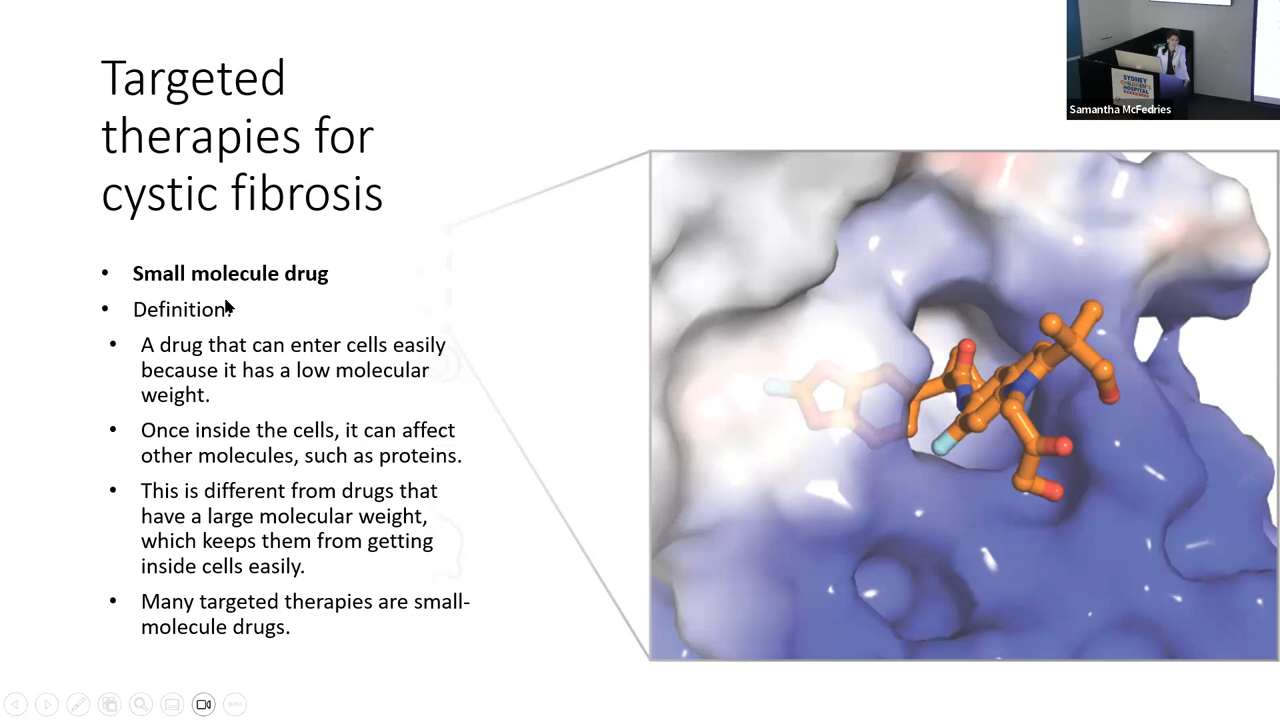 Targeted
therapies for
cystic fibrosis
• Small molecule drug
• Definition:
• A drug that can enter cells easily
because it has a low molecular
weight.
• Once inside the cells, it can affect
other molecules, such as proteins.
• This is different from drugs that
have a large molecular weight,
which keeps them from getting
inside cells easily.
• Many targeted therapies are small-
molecule drugs.
SYDNEY
CHILDREN'S
HOSPITAL
Samantha McFedries